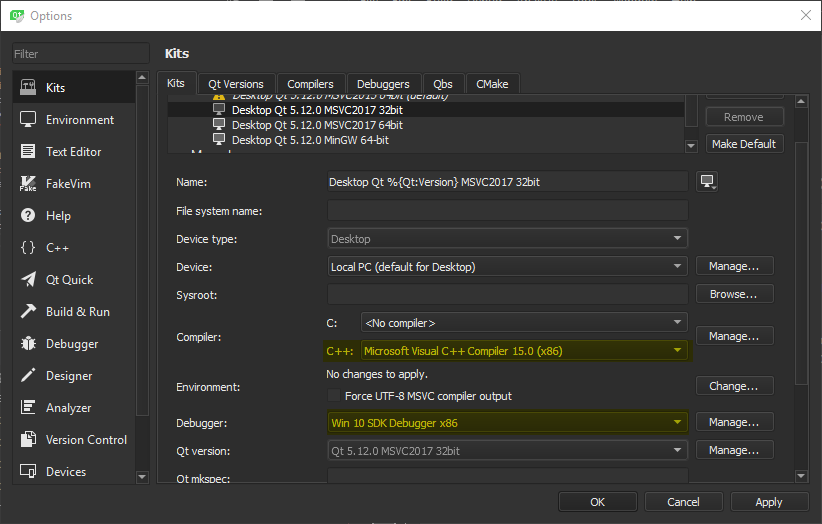 Options
Filter
Kits
Environment
Text Editor
FakeVim
Help
C++
Qt Quick
Build & Run
Debugger
Designer
Analyzer
Version Control
Devices
Kits
Kits Qt Versions Compilers Debuggers Qbs CMake
Desktop Qt 5.12.0 MSVC2015 64bit (default)
Desktop Qt 5.12.0 MSVC2017 32bit
Desktop Qt 5.12.0 MSVC2017 64bit
Desktop Qt 5.12.0 MinGW 64-bit
Remove
Make Default
Name: Desktop Qt %{Qt:Version} MSVC2017 32bit
File system name:
Device type: Desktop
Device: Local PC (default for Desktop) Manage...
Sysroot: Browse...
Compiler: C: <No compiler> Manage...
C++: Microsoft Visual C++ Compiler 15.0 (x86)
Environment: No changes to apply. Change...
Force UTF-8 MSVC compiler output
Debugger: Win 10 SDK Debugger x86 Manage...
Qt version: Qt 5.12.0 MSVC2017 32bit Manage...
Qt mkspec:
OK Cancel Apply